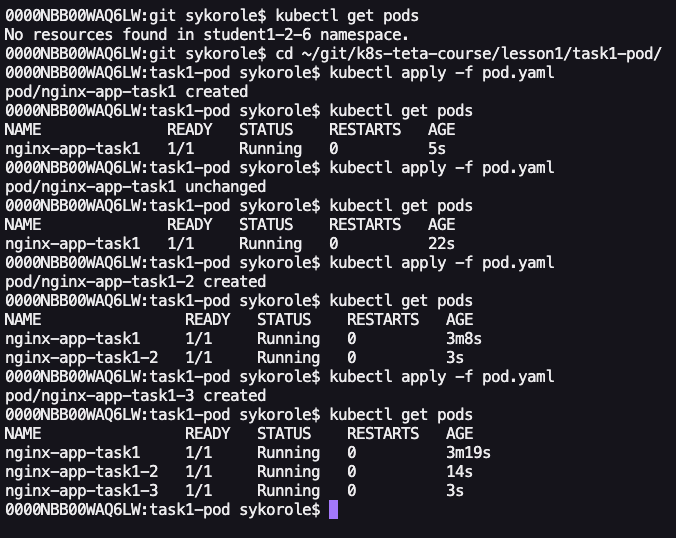 0000NBB00WAQ6LW:git sykorole$ kubectl get pods
No resources found in student1-2-6 namespace.
0000NBB00WAQ6LW:git sykorole$ cd ~/git/k8s-teta-course/lesson1/task1-pod/
0000NBB00WAQ6LW:task1-pod sykorole$ kubectl apply -f pod.yaml
pod/nginx-app-task1 created
0000NBB00WAQ6LW:task1-pod sykorole$ kubectl get pods
NAME              READY   STATUS    RESTARTS   AGE
nginx-app-task1   1/1     Running   0          5s
0000NBB00WAQ6LW:task1-pod sykorole$ kubectl apply -f pod.yaml
pod/nginx-app-task1 unchanged
0000NBB00WAQ6LW:task1-pod sykorole$ kubectl get pods
NAME              READY   STATUS    RESTARTS   AGE
nginx-app-task1   1/1     Running   0          22s
0000NBB00WAQ6LW:task1-pod sykorole$ kubectl apply -f pod.yaml
pod/nginx-app-task1-2 created
0000NBB00WAQ6LW:task1-pod sykorole$ kubectl get pods
NAME                READY   STATUS    RESTARTS   AGE
nginx-app-task1     1/1     Running   0          3m8s
nginx-app-task1-2   1/1     Running   0          3s
0000NBB00WAQ6LW:task1-pod sykorole$ kubectl apply -f pod.yaml
pod/nginx-app-task1-3 created
0000NBB00WAQ6LW:task1-pod sykorole$ kubectl get pods
NAME                READY   STATUS    RESTARTS   AGE
nginx-app-task1     1/1     Running   0          3m19s
nginx-app-task1-2   1/1     Running   0          14s
nginx-app-task1-3   1/1     Running   0          3s
0000NBB00WAQ6LW:task1-pod sykorole$